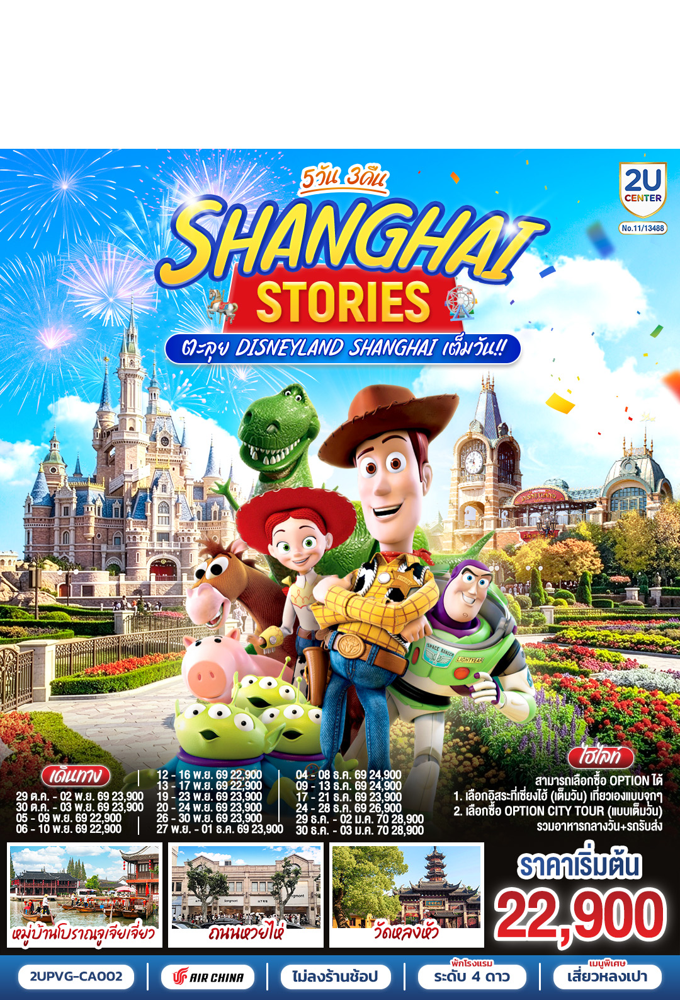 5วัน 3คืน
2U
CENTER
No.11/13488
SHANGHAI
STORIES
ตะลุย DISNEYLAND SHANGHAI เต็มวัน!!
DISNEYLAND
SPACE RANGER
LIGHTYEAR
เดินทาง
29 ต.ค. - 02 พ.ย. 69 23,900
30 ต.ค. - 03 พ.ย. 69 23,900
05 - 09 พ.ย. 69 22,900
06 - 10 พ.ย. 69 22,900
12 - 16 พ.ย. 69 22,900
13 - 17 พ.ย. 69 22,900
19 - 23 พ.ย. 69 23,900
20 - 24 พ.ย. 69 23,900
26 - 30 พ.ย. 69 23,900
27 พ.ย. - 01 ธ.ค. 69 23,900
04 - 08 ธ.ค. 69 24,900
09 - 13 ธ.ค. 69 24,900
17 - 21 ธ.ค. 69 23,900
24 - 28 ธ.ค. 69 26,900
29 ธ.ค. - 02 ม.ค. 70 28,900
30 ธ.ค. - 03 ม.ค. 70 28,900
ไฮไลท์
สามารถเลือกซื้อ OPTION ได้
1. เลือกอิสระที่เซี่ยงไฮ้ (เต็มวัน) เที่ยวเองแบบจุกๆ
2. เลือกซื้อ OPTION CITY TOUR (แบบเต็มวัน)
รวมอาหารกลางวัน+รถรับส่ง
หมู่บ้านโบราณจูเจียเจี่ยว
Songmont
ถนนหวยไห่
วัดหลงหัว
ราคาเริ่มต้น
22,900
2UPVG-CA002
AIR CHINA
ไม่ลงร้านช้อป
พักโรงแรม
ระดับ 4 ดาว
เมนูพิเศษ
เสี่ยวหลงเปา